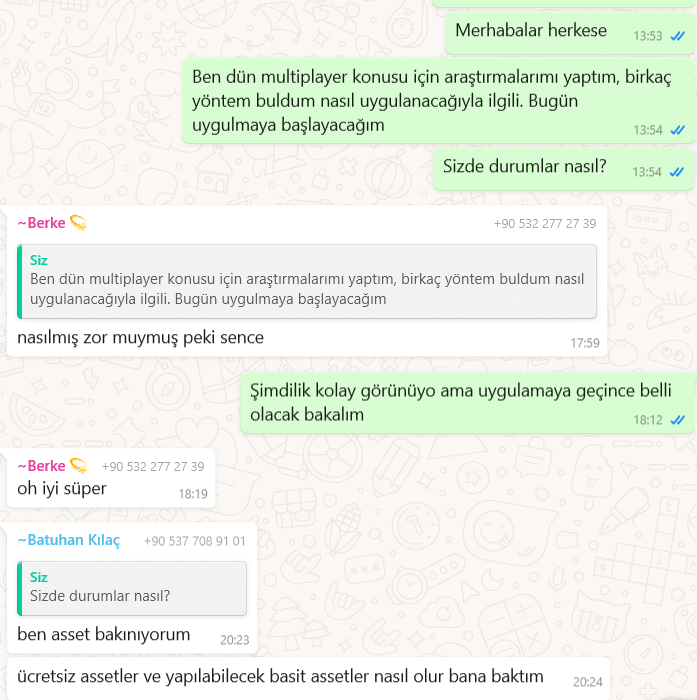 Merhabalar herkese
13:53
Ben dün multiplayer konusu için araştırmalarımı yaptım, birkaç
yöntem buldum nasıl uygulanacağıyla ilgili. Bugün
uygulmaya başlayacağım
13:54
Sizde durumlar nasıl?
13:54
~Berke 💫 +90 532 277 27 39
Siz
Ben dün multiplayer konusu için araştırmalarımı yaptım, birkaç yöntem buldum nasıl
uygulanacağıyla ilgili. Bugün uygulmaya başlayacağım
nasılmış zor muymuş peki sence
17:59
Şimdilik kolay görünüyo ama uygulamaya geçince belli
olacak bakalım
18:12
~Berke 💫 +90 532 277 27 39
oh iyi süper
18:19
~Batuhan Kılaç +90 537 708 91 01
Siz
Sizde durumlar nasıl?
ben asset bakınıyorum
20:23
ücretsiz assetler ve yapılabilecek basit assetler nasıl olur bana baktım
20:24